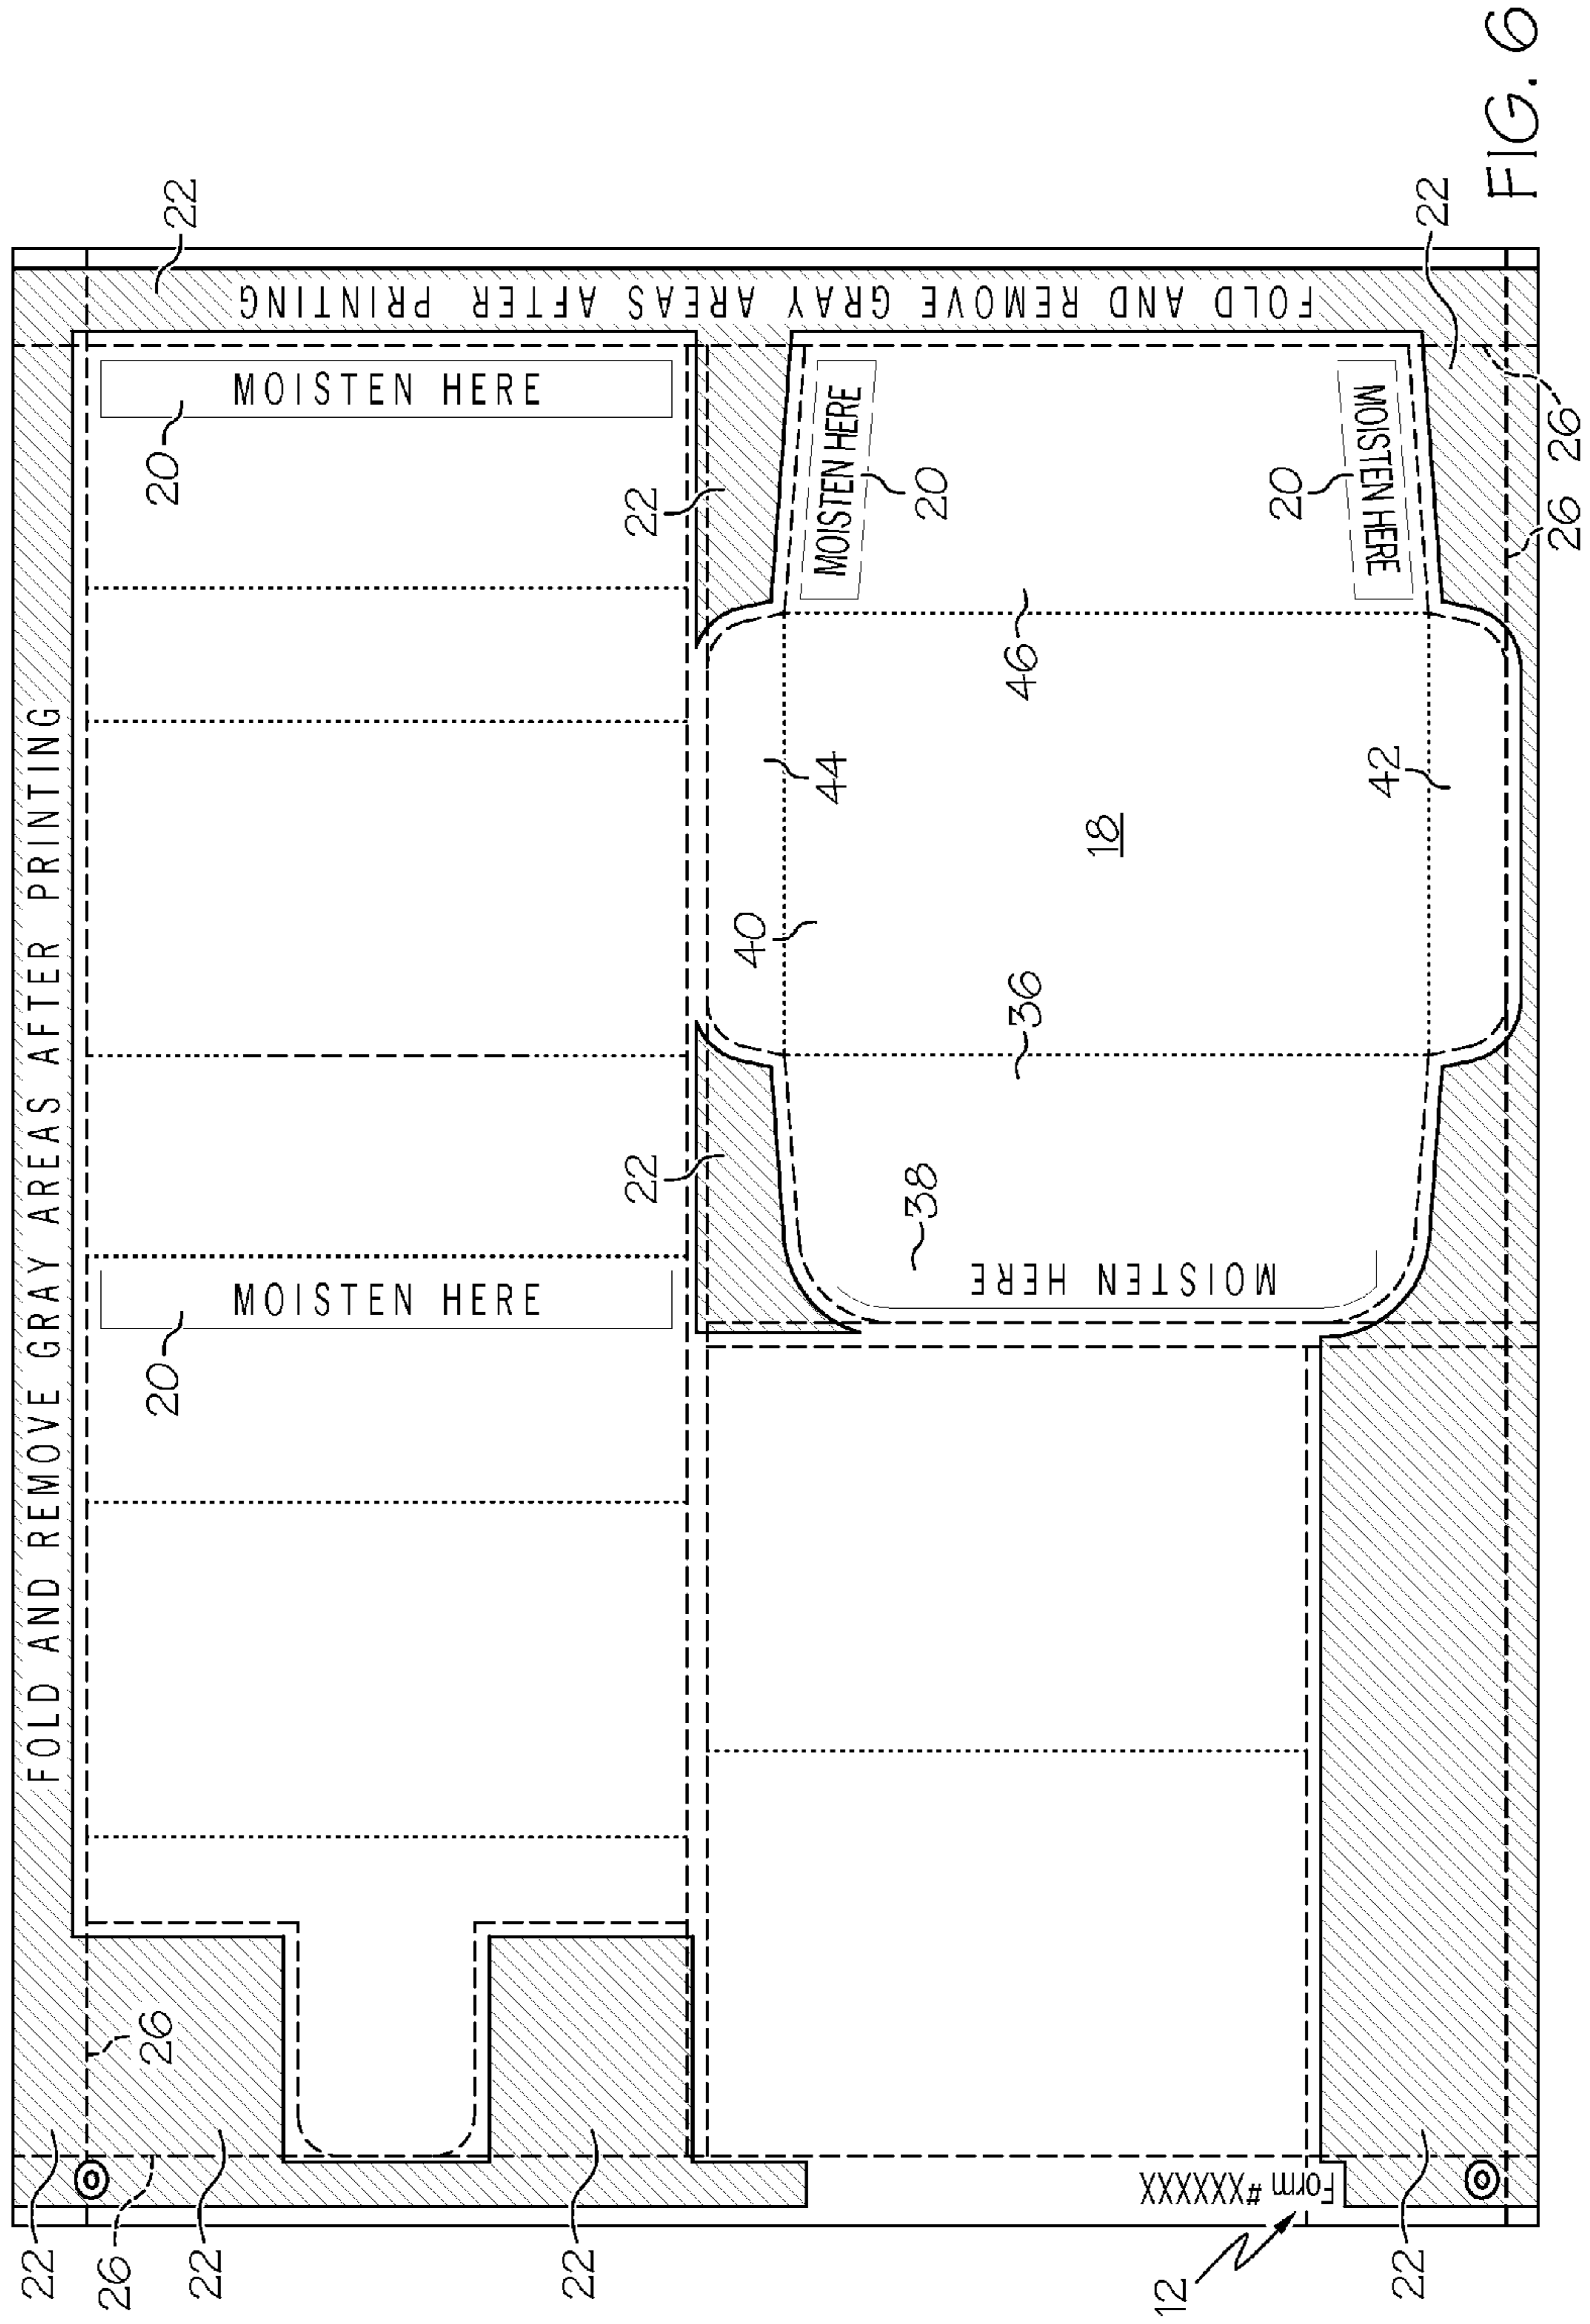 22
FOLD AND REMOVE GRAY AREAS AFTER PRINTING
26
26
22
20
MOISTEN HERE
20
MOISTEN HERE
22
FOLD AND REMOVE GRAY AREAS AFTER PRINTING
22
22
22
40
44
MOISTEN HERE
20
38
36
46
18
MOISTEN HERE
12
Form #XXXXXX
20
MOISTEN HERE
42
22
22
26
26
FIG. 6